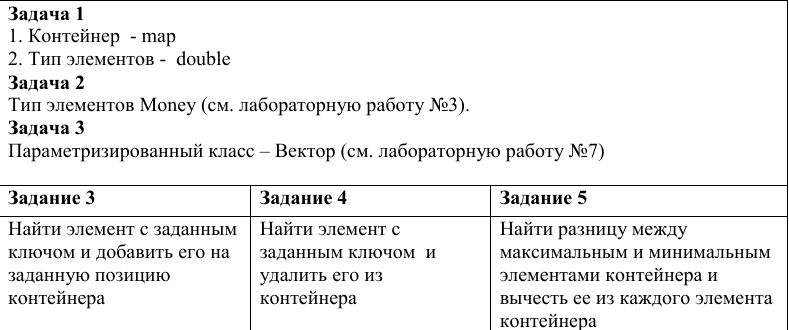 Задача 1
1. Контейнер  - map
2. Тип элементов -  double
Задача 2
Тип элементов Money (см. лабораторную работу №3).
Задача 3
Параметризированный класс – Вектор (см. лабораторную работу №7)
Задание 3
Найти элемент с заданным
ключом и добавить его на
заданную позицию
контейнера
Задание 4
Найти элемент с
заданным ключом  и
удалить его из
контейнера
Задание 5
Найти разницу между
максимальным и минимальным
элементами контейнера и
вычесть ее из каждого элемента
контейнера